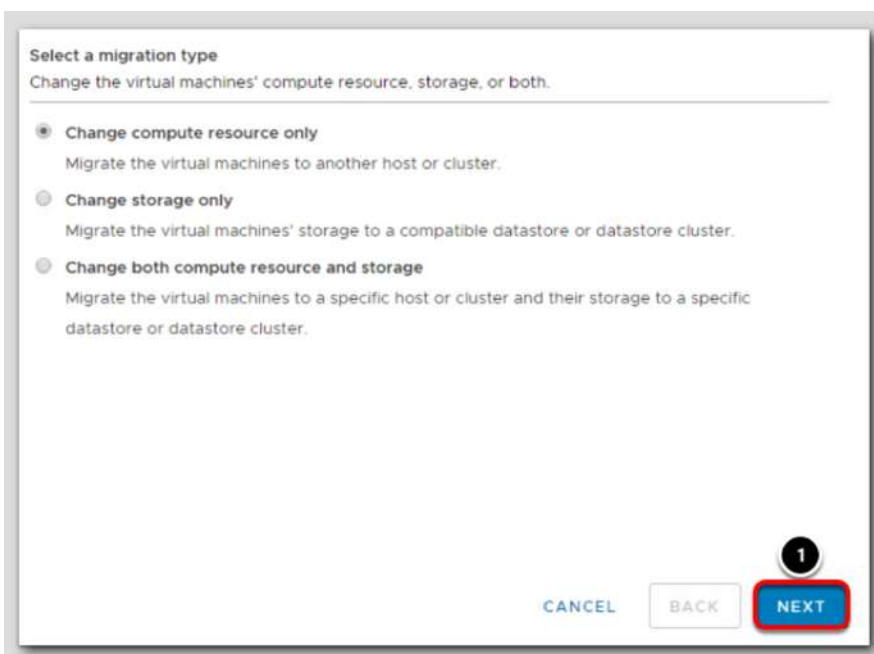 Select a migration type
Change the virtual machines' compute resource, storage, or both.
Change compute resource only
Migrate the virtual machines to another host or cluster.
Change storage only
Migrate the virtual machines' storage to a compatible datastore or datastore cluster.
Change both compute resource and storage
Migrate the virtual machines to a specific host or cluster and their storage to a specific
datastore or datastore cluster.
1
CANCEL BACK NEXT